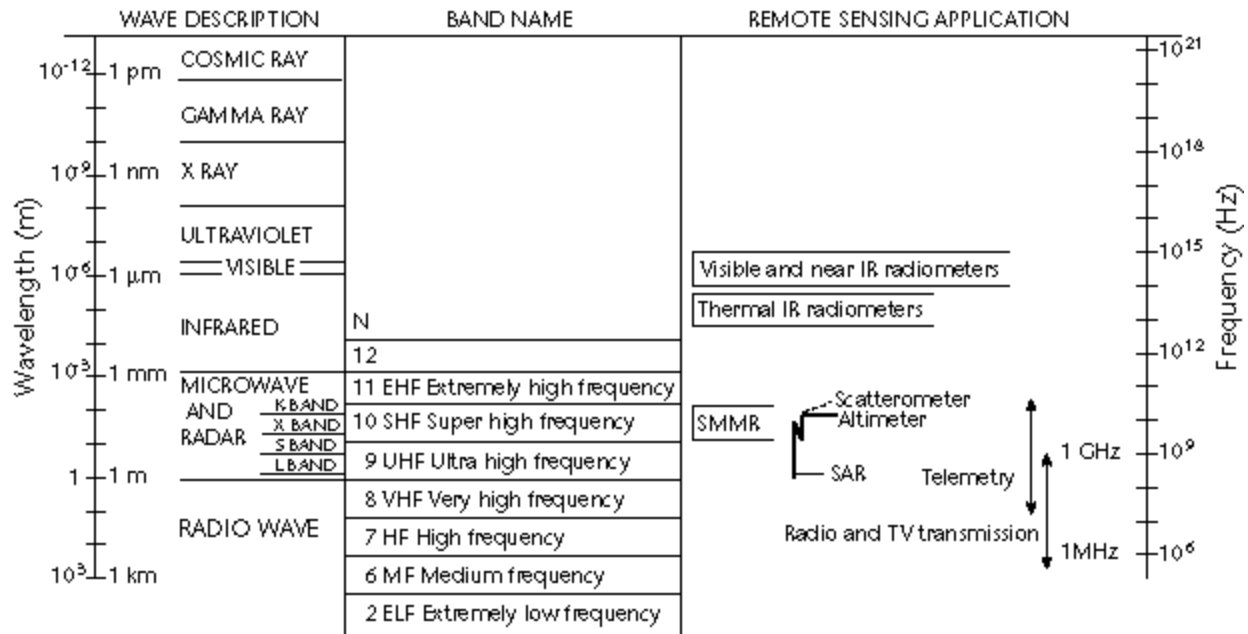 WAVE DESCRIPTION BAND NAME REMOTE SENSING APPLICATION
Wavelength (m)
10⁻¹² 1 pm
10⁻⁹ 1 nm
10⁻⁶ 1 µm
10⁻³ 1 mm
1 1 m
10³ 1 km
COSMIC RAY
GAMMA RAY
X RAY
ULTRAVIOLET
VISIBLE
INFRARED
MICROWAVE
AND
RADAR
K BAND
X BAND
S BAND
L BAND
RADIO WAVE
N
12
11 EHF Extremely high frequency
10 SHF Super high frequency
9 UHF Ultra high frequency
8 VHF Very high frequency
7 HF High frequency
6 MF Medium frequency
2 ELF Extremely low frequency
Visible and near IR radiometers
Thermal IR radiometers
SMMR
Scatterometer
Altimeter
SAR
Telemetry
Radio and TV transmission
1 GHz
1MHz
10²¹
10¹⁸
10¹⁵
10¹²
10⁹
10⁶
Frequency (Hz)